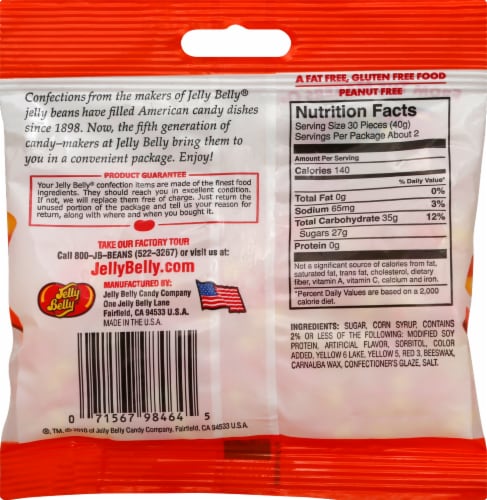 Confections from the makers of Jelly Belly®
jelly beans have filled American candy dishes
since 1898. Now, the fifth generation of
candy–makers at Jelly Belly bring them to
you in a convenient package. Enjoy!
PRODUCT GUARANTEE
Your Jelly Belly® confection items are made of the finest food
ingredients. They should reach you in excellent condition.
If not, we will replace them free of charge. Just return the
unused portion of the package and tell us your reason for
return, along with where and when you bought it.
TAKE OUR FACTORY TOUR
Call 800-JB-BEANS (522-3267) or visit us at:
JellyBelly.com
MANUFACTURED BY:
Jelly Belly Candy Company
One Jelly Belly Lane
Fairfield, CA 94533 U.S.A.
MADE IN THE U.S.A.
Jelly
Belly
0 71567 98464 5
®, TM, © 2010 of Jelly Belly Candy Company, Fairfield, CA 94533 U.S.A.
A FAT FREE, GLUTEN FREE FOOD
PEANUT FREE
Nutrition Facts
Serving Size 30 Pieces (40g)
Servings Per Package About 2
Amount Per Serving
Calories 140
% Daily Value*
Total Fat 0g 0%
Sodium 65mg 3%
Total Carbohydrate 35g 12%
Sugars 27g
Protein 0g
Not a significant source of calories from fat,
saturated fat, trans fat, cholesterol, dietary
fiber, vitamin A, vitamin C, calcium and iron.
*Percent Daily Values are based on a 2,000
calorie diet.
INGREDIENTS: SUGAR, CORN SYRUP, CONTAINS
2% OR LESS OF THE FOLLOWING: MODIFIED SOY
PROTEIN, ARTIFICIAL FLAVOR, SORBITOL, COLOR
ADDED, YELLOW 6 LAKE, YELLOW 5, RED 3, BEESWAX,
CARNAUBA WAX, CONFECTIONER'S GLAZE, SALT.